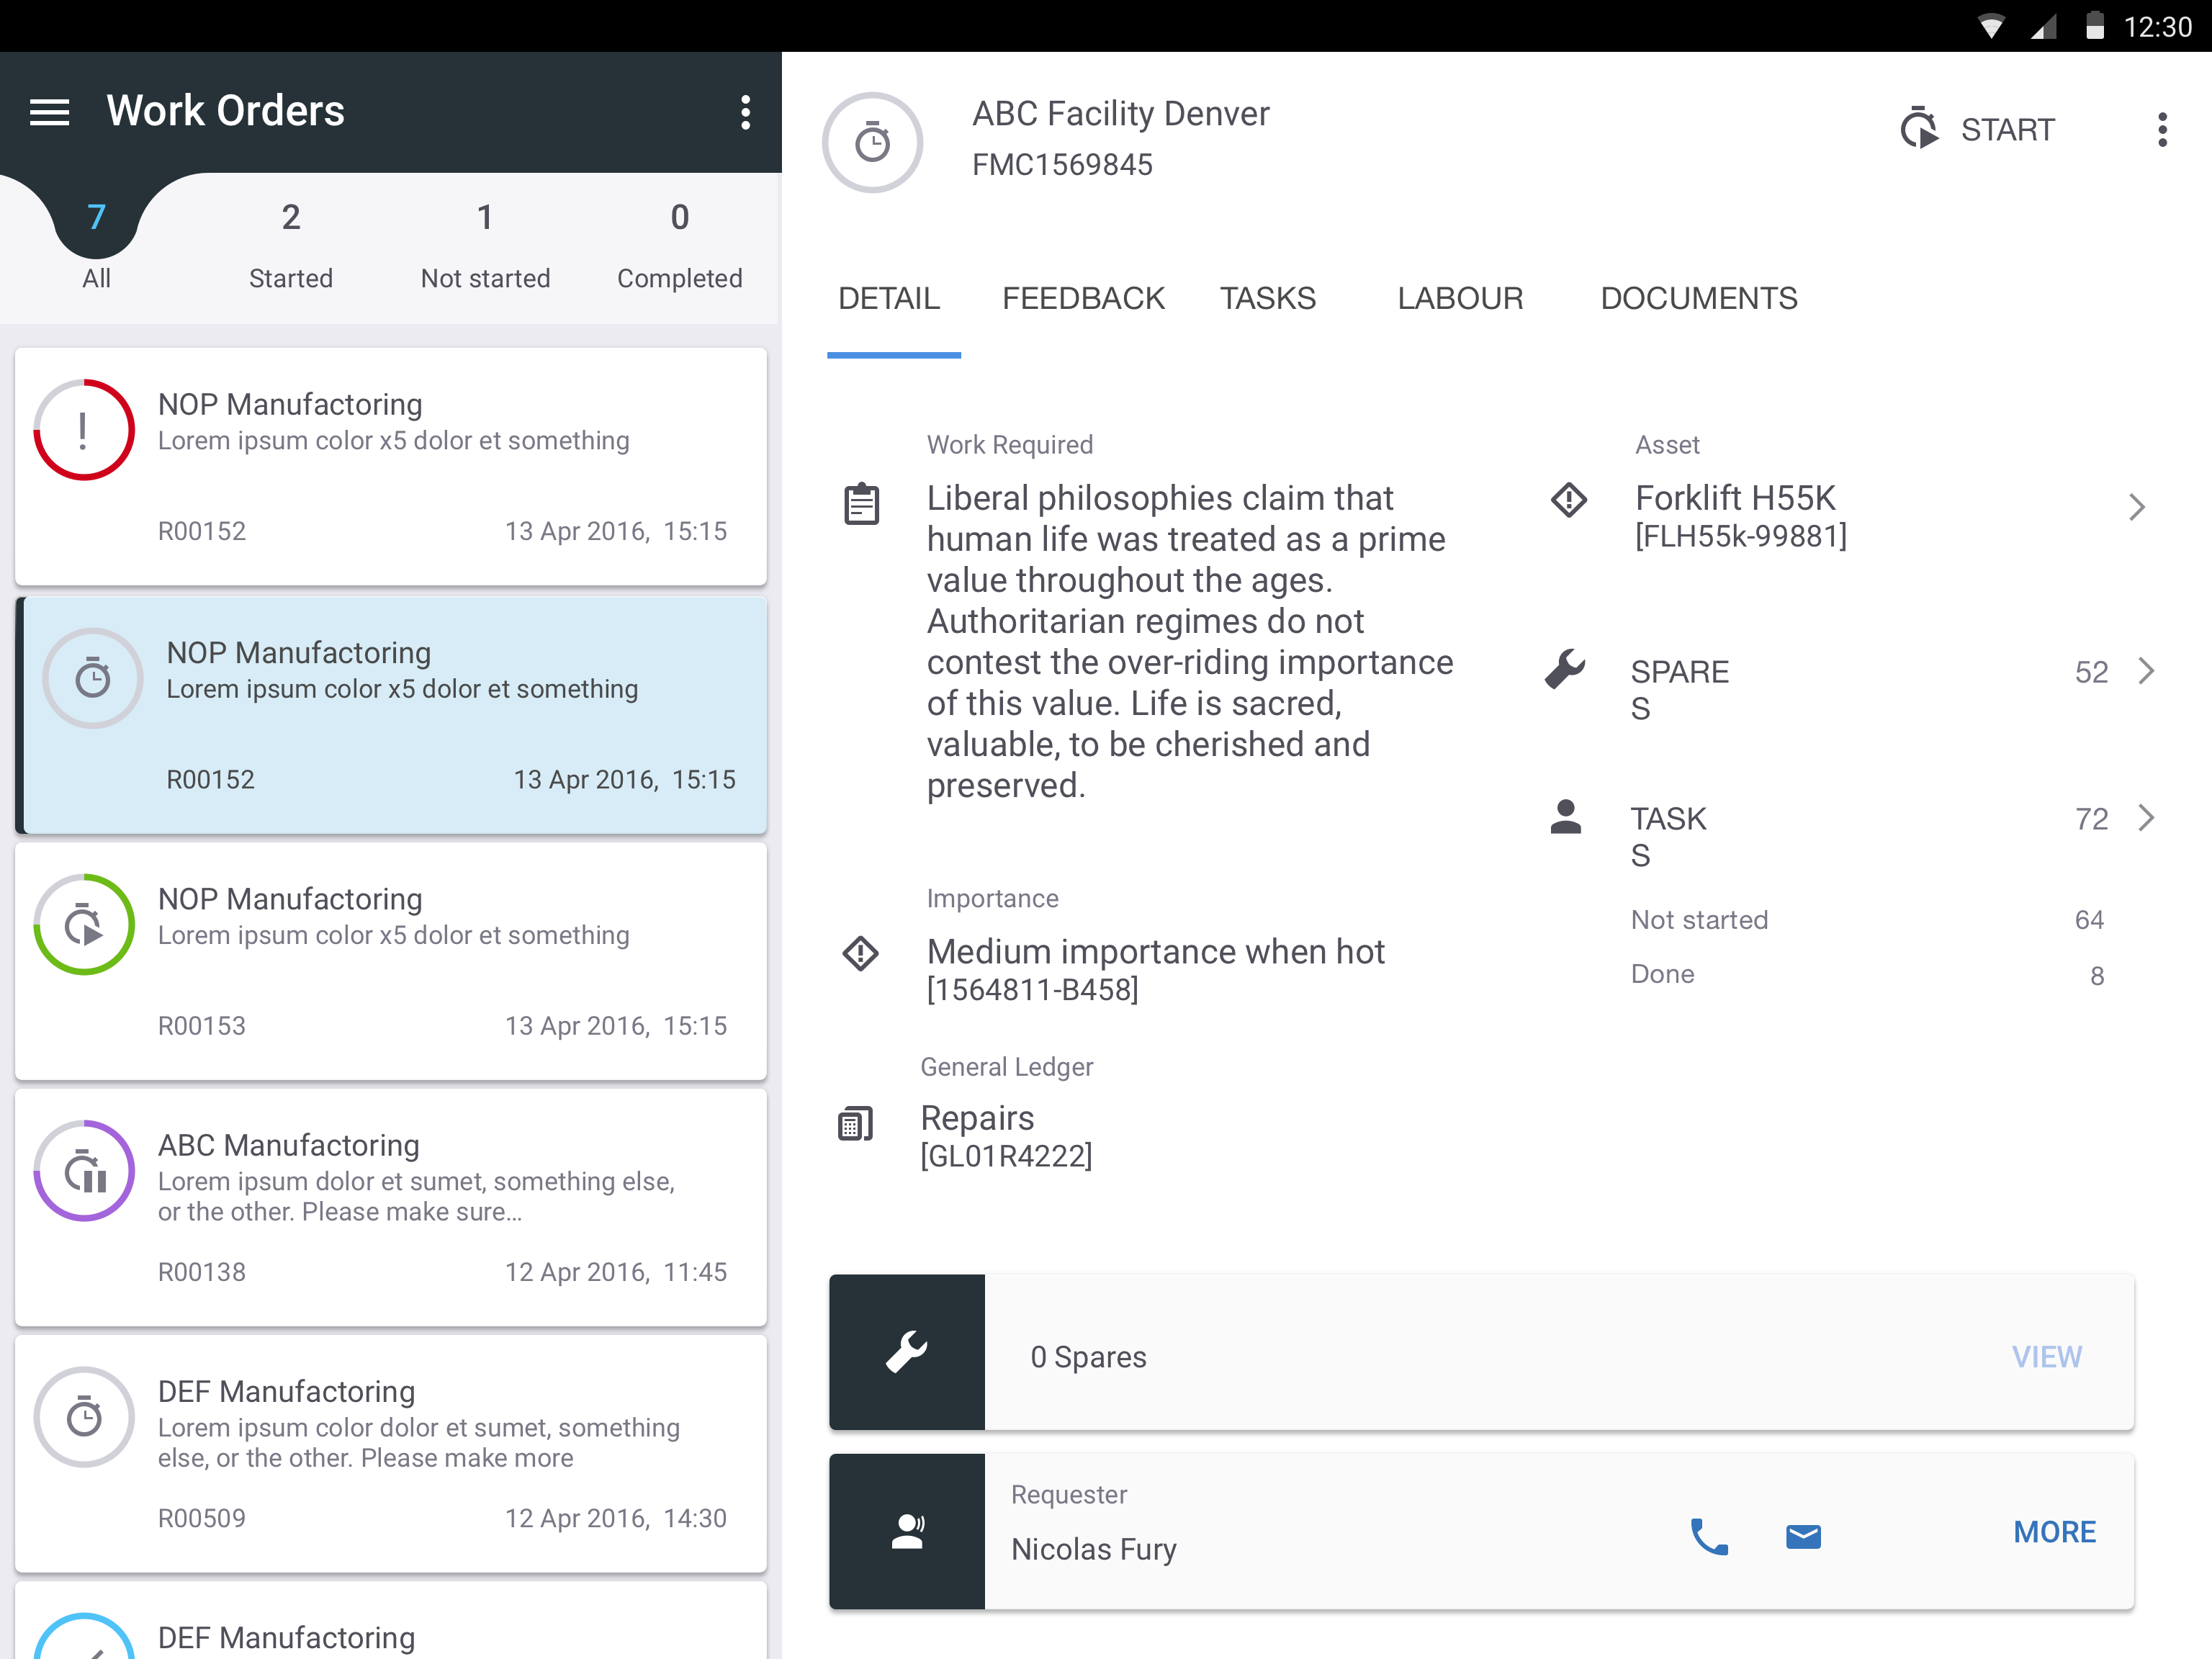 12:30
Work Orders
7
All
2
Started
1
Not started
0
Completed
NOP Manufactoring
Lorem ipsum color x5 dolor et something
R00152
13 Apr 2016, 15:15
NOP Manufactoring
Lorem ipsum color x5 dolor et something
R00152
13 Apr 2016, 15:15
NOP Manufactoring
Lorem ipsum color x5 dolor et something
R00153
13 Apr 2016, 15:15
ABC Manufactoring
Lorem ipsum dolor et sumet, something else,
or the other. Please make sure...
R00138
12 Apr 2016, 11:45
DEF Manufactoring
Lorem ipsum color dolor et sumet, something
else, or the other. Please make more
R00509
12 Apr 2016, 14:30
DEF Manufactoring
ABC Facility Denver
FMC1569845
START
DETAIL
FEEDBACK
TASKS
LABOUR
DOCUMENTS
Work Required
Liberal philosophies claim that
human life was treated as a prime
value throughout the ages.
Authoritarian regimes do not
contest the over-riding importance
of this value. Life is sacred,
valuable, to be cherished and
preserved.
Importance
Medium importance when hot
[1564811-B458]
General Ledger
Repairs
[GL01R4222]
Asset
Forklift H55K
[FLH55k-99881]
SPARE
S
52
TASK
S
72
Not started
64
Done
8
0 Spares
VIEW
Requester
Nicolas Fury
MORE